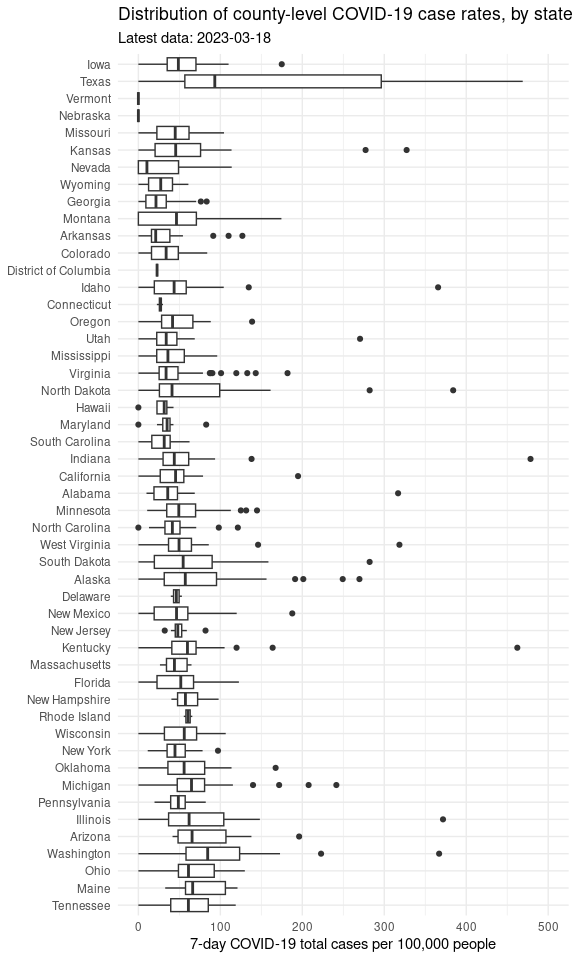 Distribution of county-level COVID-19 case rates, by state
Latest data: 2023-03-18
Iowa
Texas
Vermont
Nebraska
Missouri
Kansas
Nevada
Wyoming
Georgia
Montana
Arkansas
Colorado
District of Columbia
Idaho
Connecticut
Oregon
Utah
Mississippi
Virginia
North Dakota
Hawaii
Maryland
South Carolina
Indiana
California
Alabama
Minnesota
North Carolina
West Virginia
South Dakota
Alaska
Delaware
New Mexico
New Jersey
Kentucky
Massachusetts
Florida
New Hampshire
Rhode Island
Wisconsin
New York
Oklahoma
Michigan
Pennsylvania
Illinois
Arizona
Washington
Ohio
Maine
Tennessee
0 100 200 300 400 500
7-day COVID-19 total cases per 100,000 people